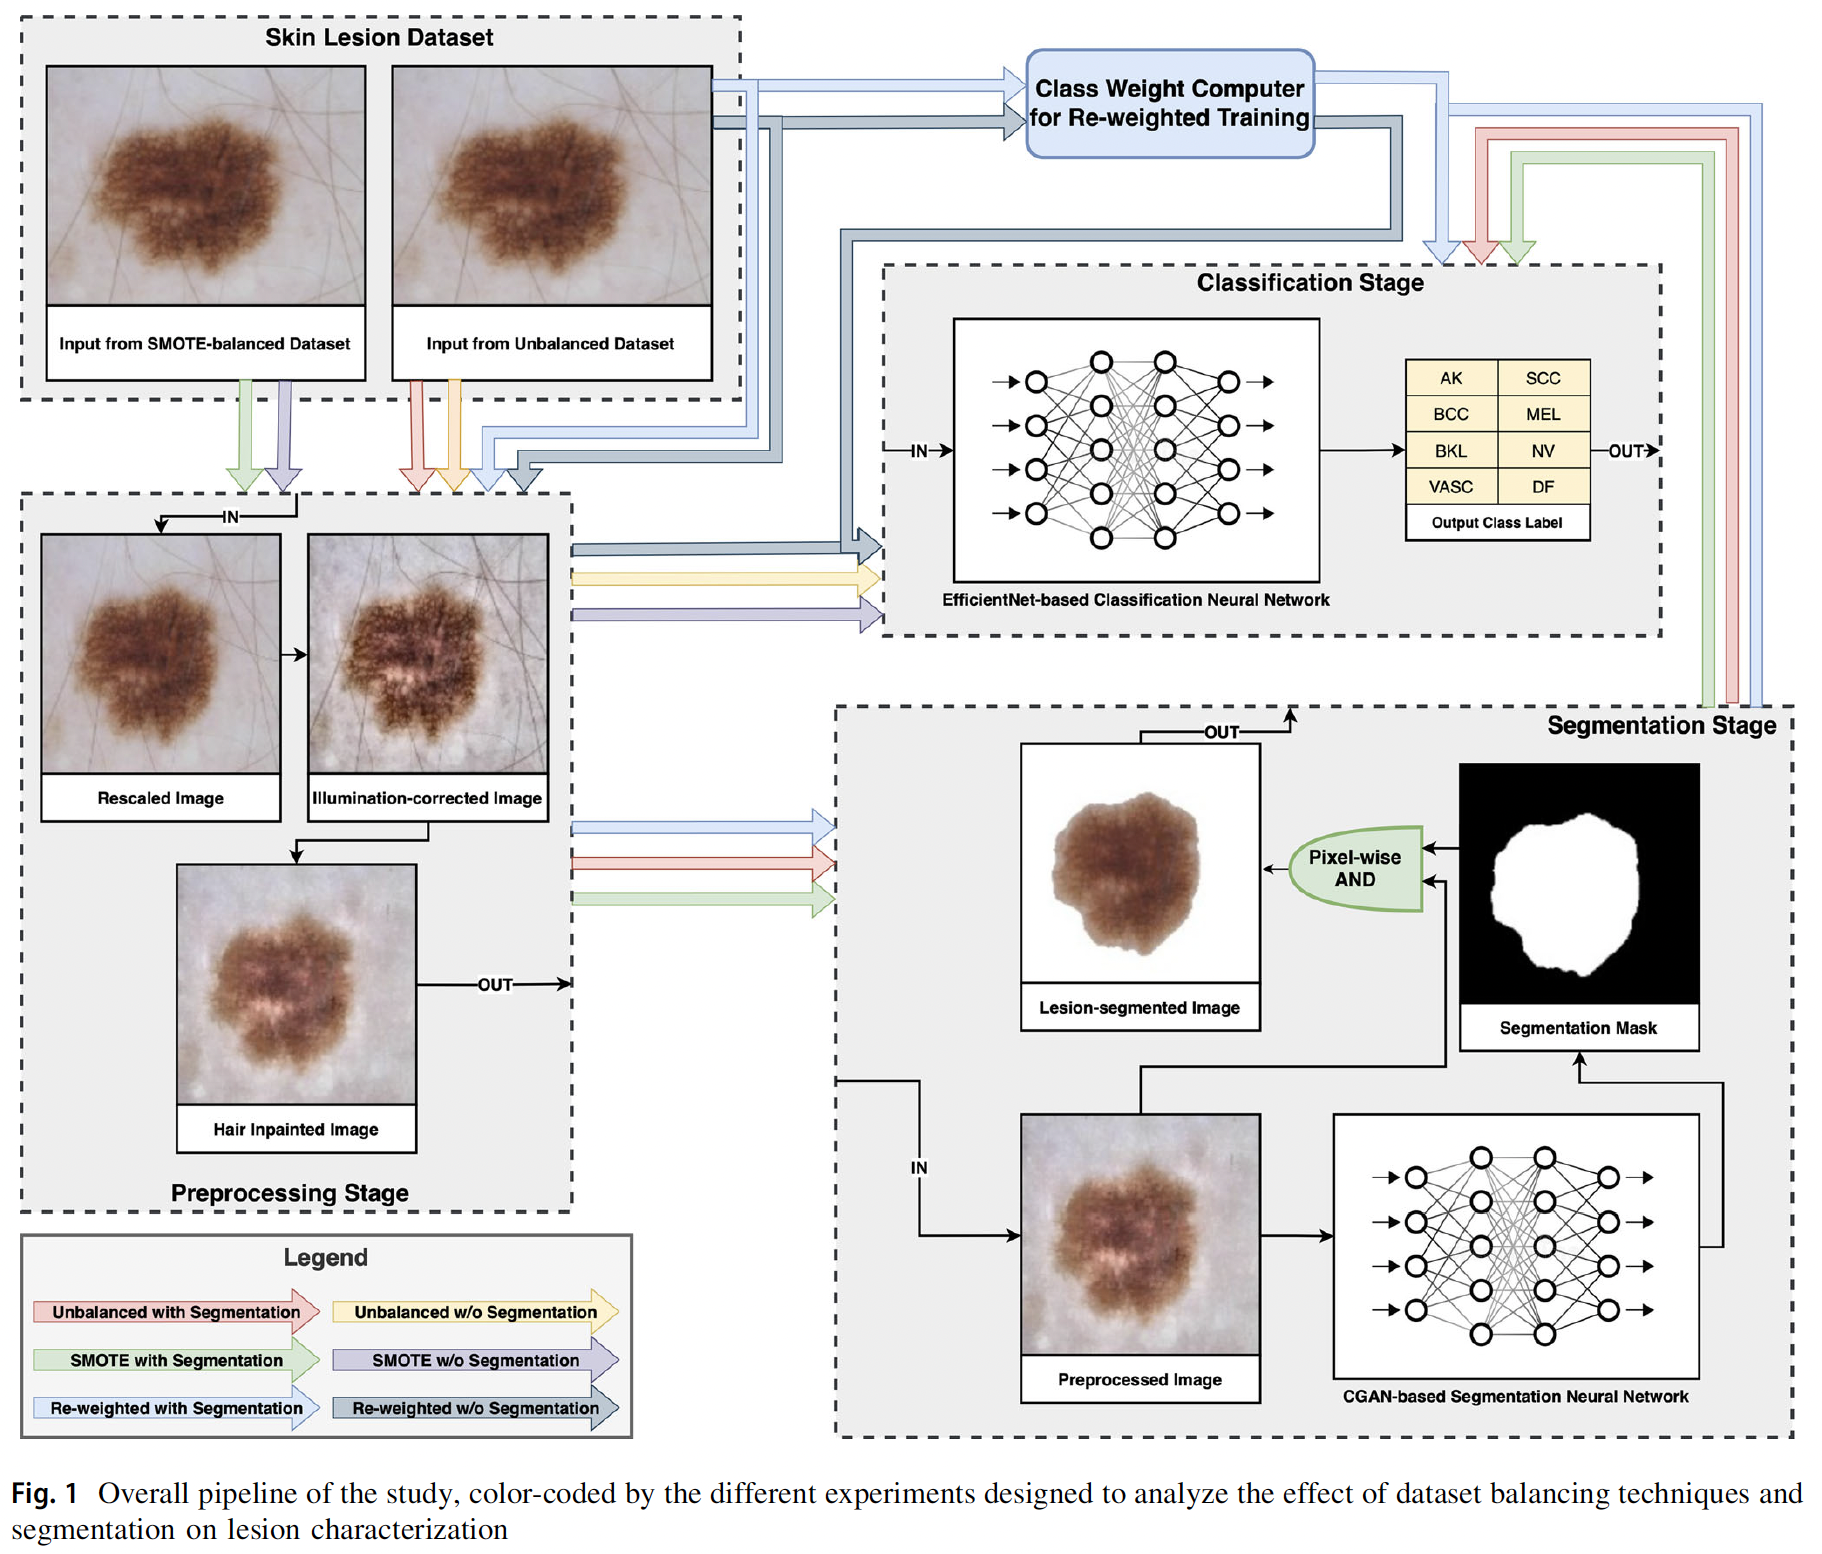 Skin Lesion Dataset
Input from SMOTE-balanced Dataset
Input from Unbalanced Dataset
Class Weight Computer
for Re-weighted Training
Classification Stage
IN
AK
SCC
BCC
MEL
BKL
NV
VASC
DF
Output Class Label
OUT
EfficientNet-based Classification Neural Network
IN
Rescaled Image
Illumination-corrected Image
Hair Inpainted Image
OUT
Preprocessing Stage
Segmentation Stage
OUT
Lesion-segmented Image
Pixel-wise
AND
Segmentation Mask
IN
Preprocessed Image
CGAN-based Segmentation Neural Network
Legend
Unbalanced with Segmentation
Unbalanced w/o Segmentation
SMOTE with Segmentation
SMOTE w/o Segmentation
Re-weighted with Segmentation
Re-weighted w/o Segmentation
Fig. 1 Overall pipeline of the study, color-coded by the different experiments designed to analyze the effect of dataset balancing techniques and
segmentation on lesion characterization